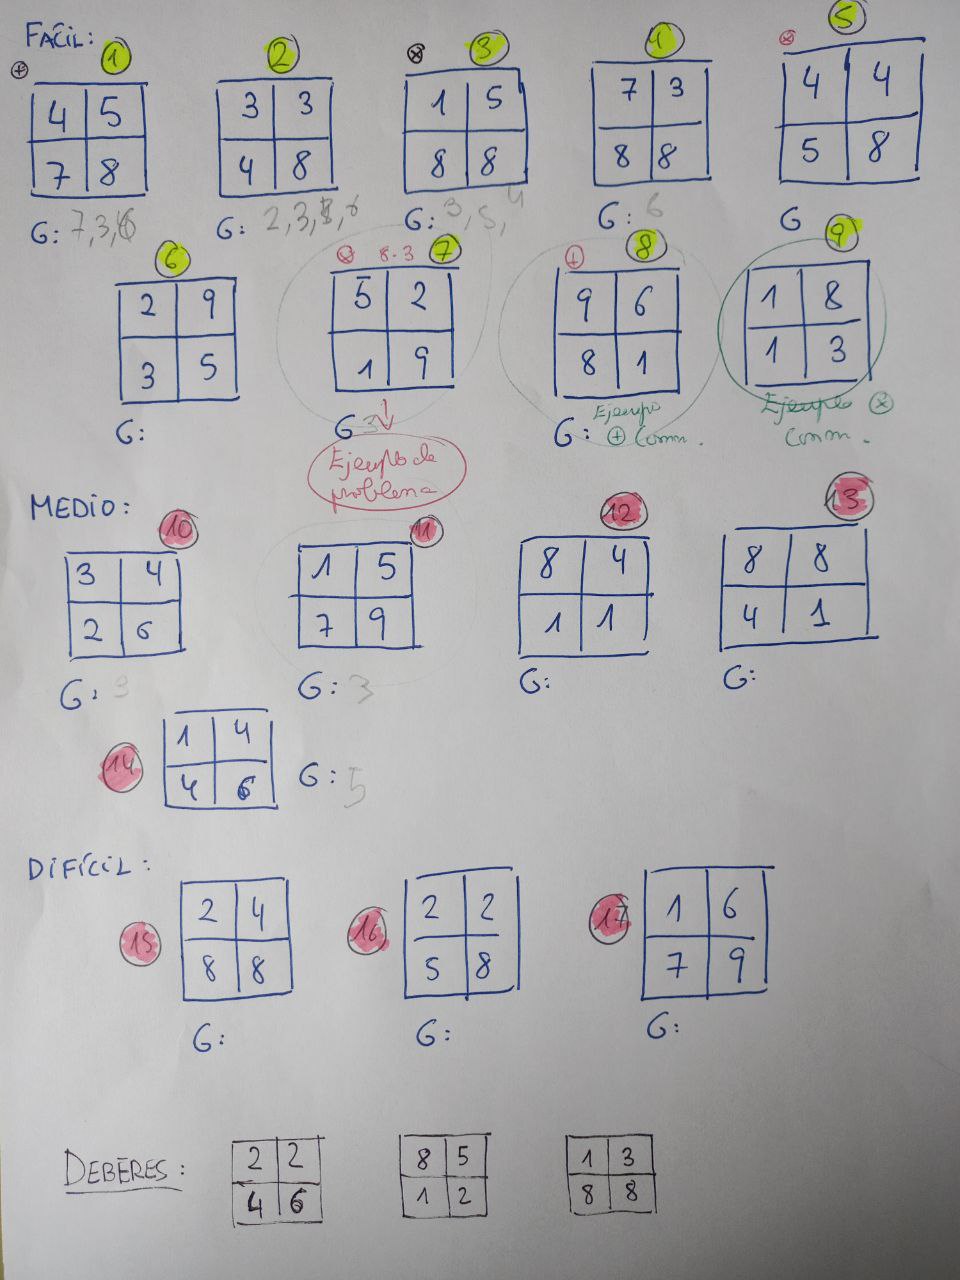 FACÍL:
1 2 3 4 5
⊕ ⊗ ⊗
4 5 3 3 1 5 7 3 4 4
7 8 4 8 8 8 8 8 5 8
G: 7,3, G: 2,3, G: 3,5,4 G: 6 G
6 7 8 9
⊗ 8.3 ⊕
2 9 5 2 9 6 1 8
3 5 1 9 8 1 1 3
G: G 3 G: Ejempo ⊕ Comm. Ejemplo ⊗ Comm.
Ejemplo de
problema
MEDIO:
10 11 12 13
3 4 1 5 8 4 8 8
2 6 7 9 1 1 4 1
G: 3 G: 3 G: G:
14
1 4
4 6
G: 5
DIFÍCIL:
15 16 17
2 4 2 2 1 6
8 8 5 8 7 9
G: G: G:
DEBERES:
2 2 8 5 1 3
4 6 1 2 8 8